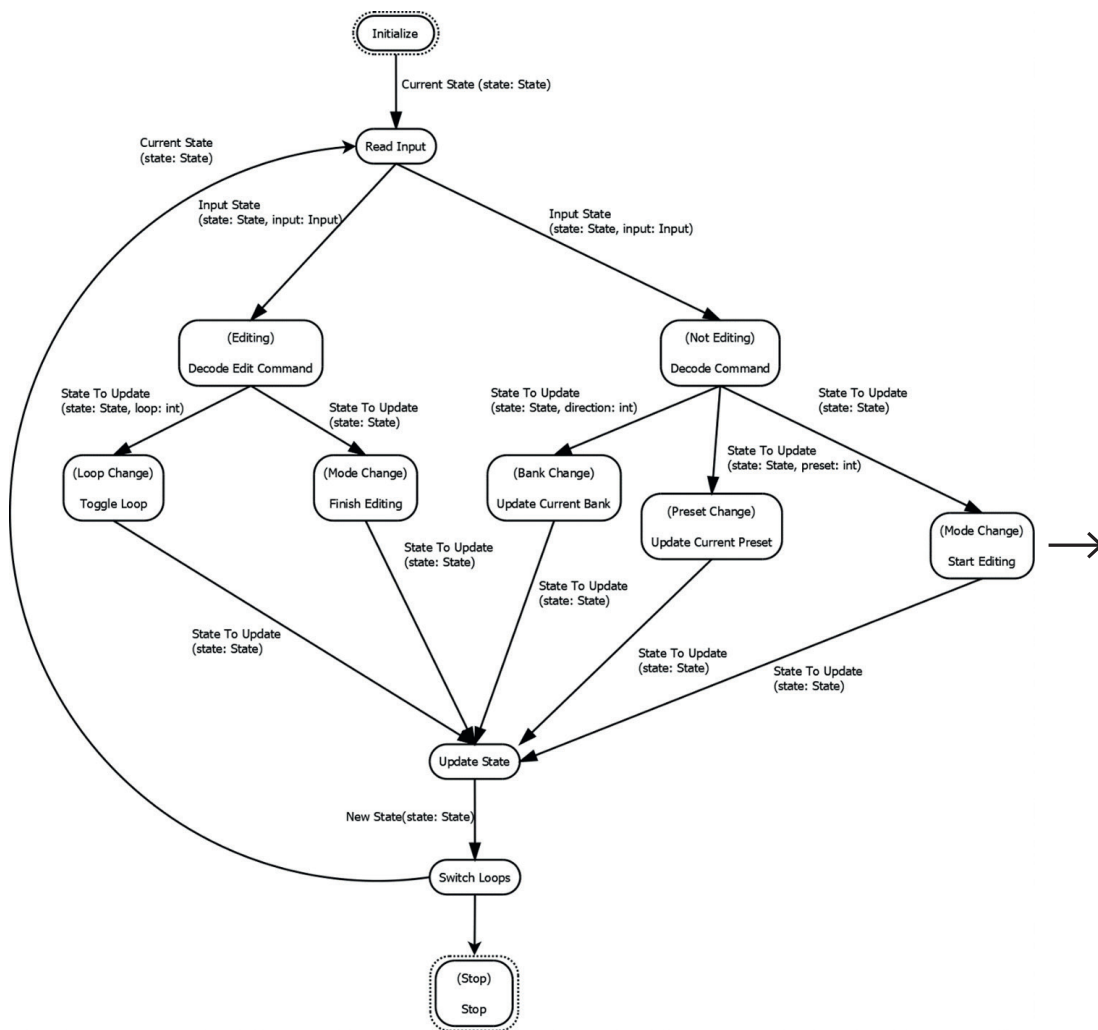 Initialize
Current State (state: State)
Current State
(state: State)
Read Input
Input State
(state: State, input: Input)
Input State
(state: State, input: Input)
(Editing)
Decode Edit Command
(Not Editing)
Decode Command
State To Update
(state: State, loop: int)
State To Update
(state: State)
State To Update
(state: State, direction: int)
State To Update
(state: State, preset: int)
State To Update
(state: State)
(Loop Change)
Toggle Loop
(Mode Change)
Finish Editing
(Bank Change)
Update Current Bank
(Preset Change)
Update Current Preset
(Mode Change)
Start Editing
State To Update
(state: State)
State To Update
(state: State)
State To Update
(state: State)
State To Update
(state: State)
State To Update
(state: State)
Update State
New State(state: State)
Switch Loops
(Stop)
Stop